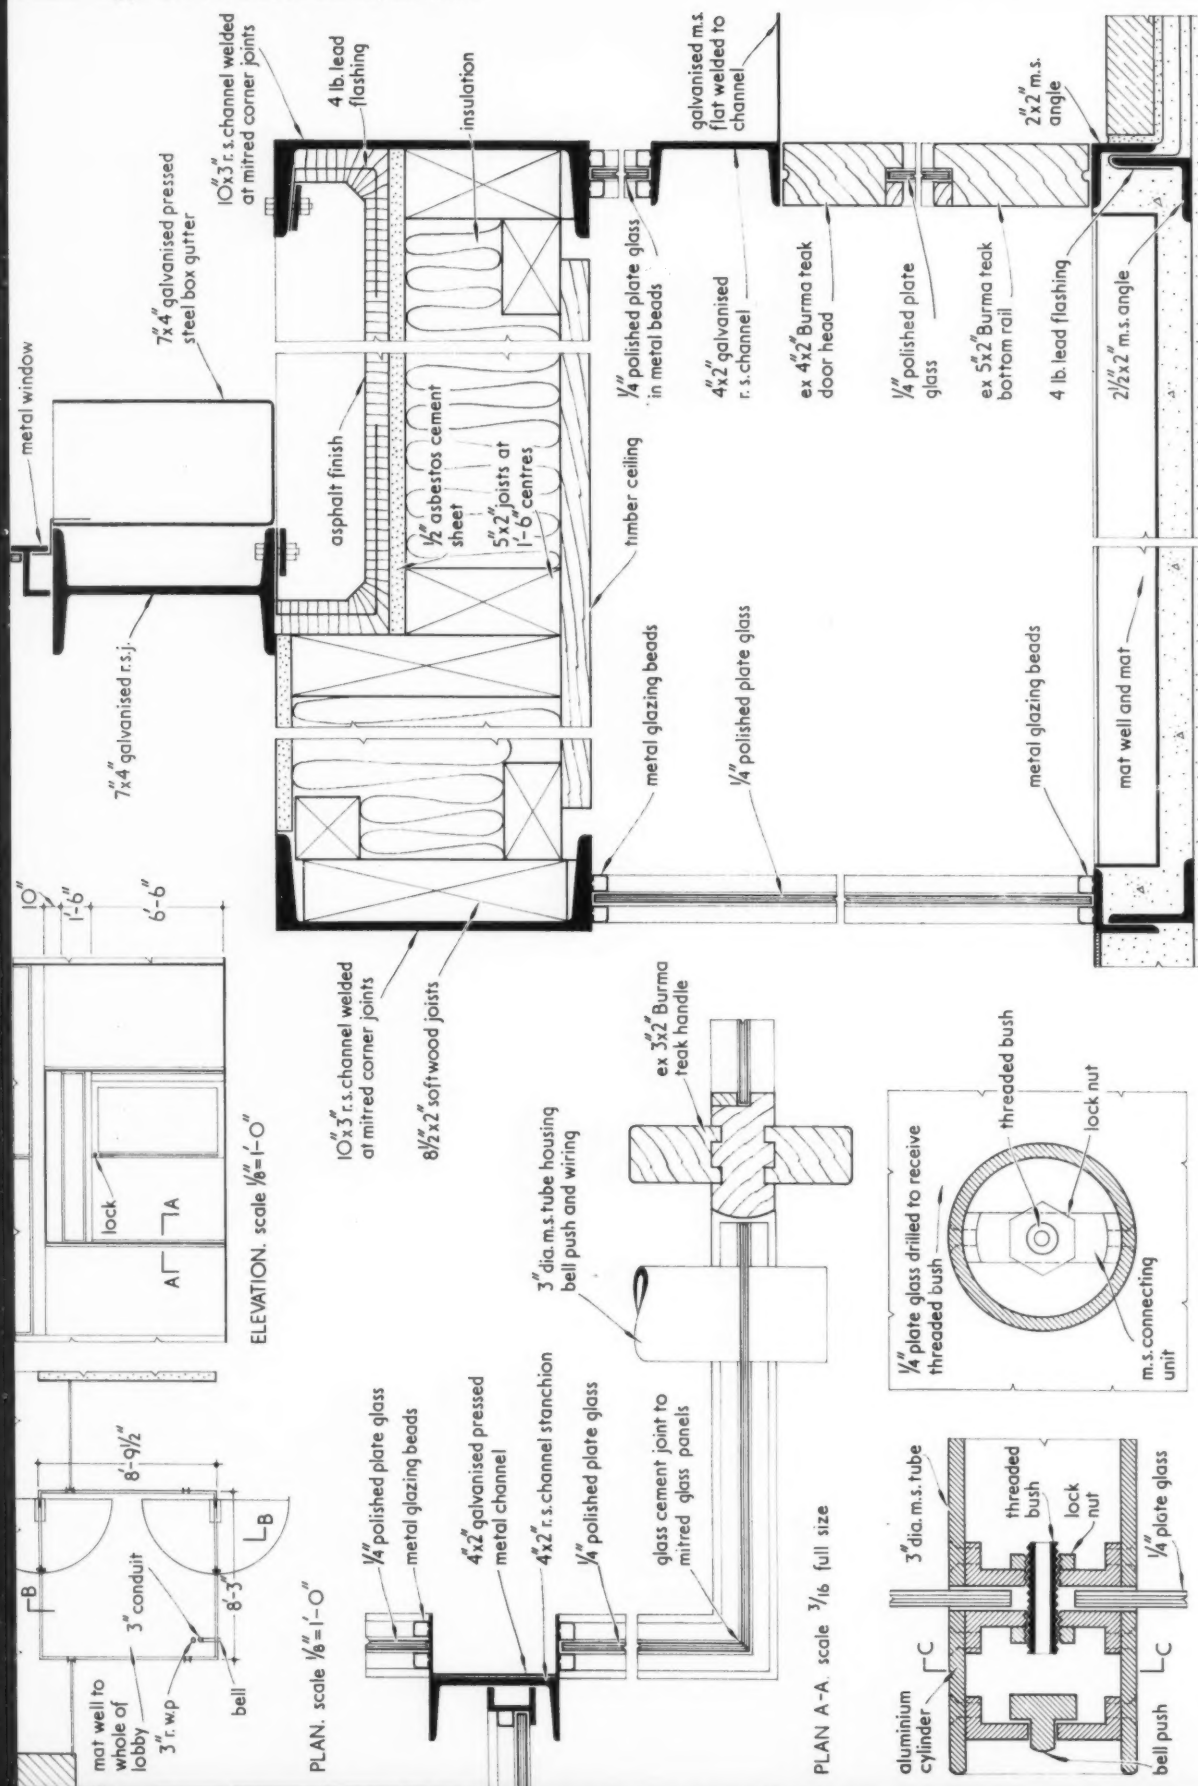 metal window
7"x4" galvanised pressed
steel box gutter
7"x4" galvanised r.s.j.
10"x3" r.s.channel welded
at mitred corner joints
4 lb.lead
flashing
asphalt finish
insulation
½" asbestos cement
sheet
5"x2" joists at
1'-6" centres
timber ceiling
10"x3" r.s.channel welded
at mitred corner joints
8½"x2" softwood joists
¼" polished plate glass
in metal beads
galvanised m.s.
flat welded to
channel
4"x2" galvanised
r.s.channel
ex 4"x2" Burma teak
door head
¼" polished plate
glass
ex 5"x2" Burma teak
bottom rail
2"x2" m.s.
angle
4 lb.lead flashing
2½"x2" m.s.angle
metal glazing beads
¼" polished plate glass
metal glazing beads
mat well and mat
10"
1'-6"
6'-6"
lock
A
A
ELEVATION. scale ⅛"=1'-0"
8'-9½"
B
B
8'-3"
3" conduit
mat well to
whole of
lobby
3" r.w.p
bell
PLAN. scale ⅛"=1'-0"
¼" polished plate glass
metal glazing beads
4"x2" galvanised pressed
metal channel
4"x2" r.s.channel stanchion
¼" polished plate glass
glass cement joint to
mitred glass panels
3" dia. m.s.tube housing
bell push and wiring
ex 3"x2" Burma
teak handle
PLAN A-A. scale 3/16 full size
¼" plate glass drilled to receive
threaded bush
threaded bush
lock nut
m.s.connecting
unit
3" dia. m.s.tube
threaded
bush
lock
nut
¼" plate glass
aluminium
cylinder
C
C
bell push